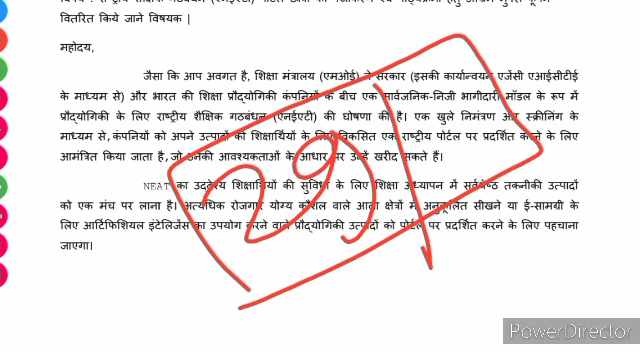 वितरित किये जाने विषयक |
महोदय,
जैसा कि आप अवगत है, शिक्षा मंत्रालय (एमओई) ने सरकार (इसकी कार्यान्वयन एजेंसी एआईसीटीई
के माध्यम से) और भारत की शिक्षा प्रौद्योगिकी कंपनियों के बीच एक सार्वजनिक-निजी भागीदारी मॉडल के रूप में
प्रौद्योगिकी के लिए राष्ट्रीय शैक्षिक गठबंधन (एनईएटी) की घोषणा की है। एक खुले निमंत्रण और स्क्रीनिंग के
माध्यम से, कंपनियों को अपने उत्पादों को शिक्षार्थियों के लिए विकसित एक राष्ट्रीय पोर्टल पर प्रदर्शित करने के लिए
आमंत्रित किया जाता है, जो उनकी आवश्यकताओं के आधार पर उन्हें खरीद सकते हैं।
NEAT का उद्देश्य शिक्षार्थियों की सुविधा के लिए शिक्षा अध्यापन में सर्वश्रेष्ठ तकनीकी उत्पादों
को एक मंच पर लाना है। अत्यधिक रोजगार योग्य कौशल वाले आला क्षेत्रों में अनुकूलित सीखने या ई-सामग्री के
लिए आर्टिफिशियल इंटेलिजेंस का उपयोग करने वाले प्रौद्योगिकी उत्पादों को पोर्टल पर प्रदर्शित करने के लिए पहचाना
जाएगा।
29
PowerDirector